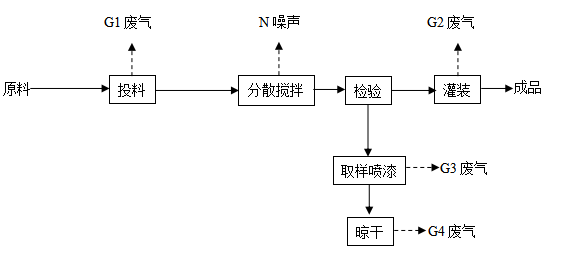 G1 废气
N 噪声
G2 废气
原料
投料
分散搅拌
检验
灌装
成品
取样喷漆
G3 废气
晾干
G4 废气